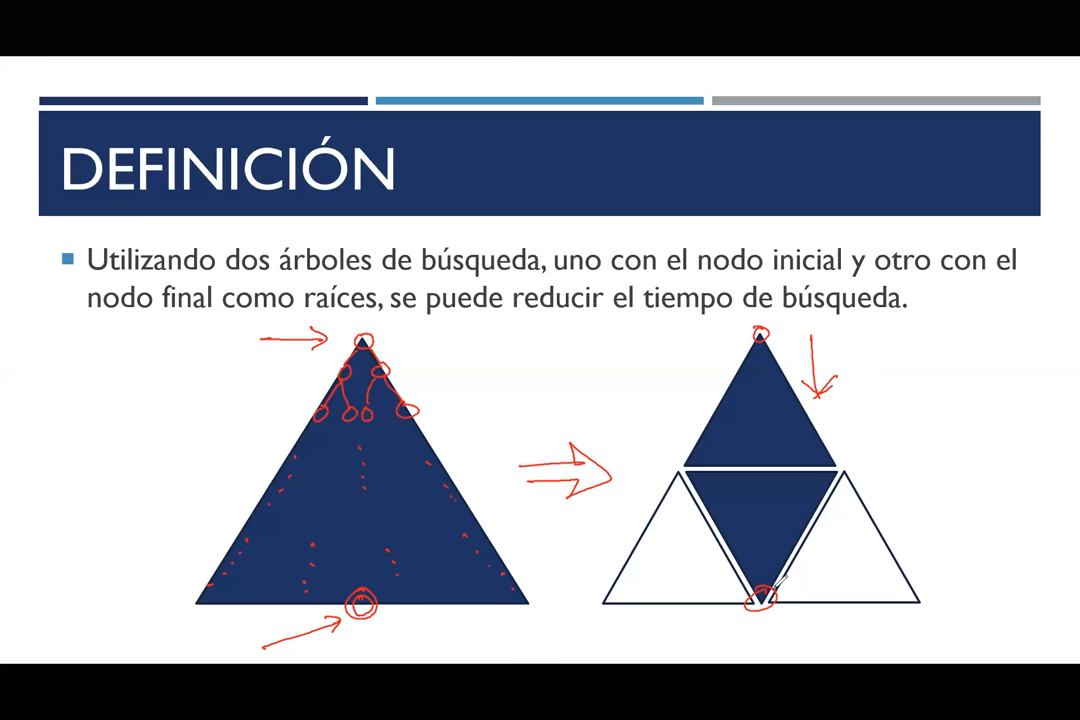 DEFINICIÓN
Utilizando dos árboles de búsqueda, uno con el nodo inicial y otro con el
nodo final como raíces, se puede reducir el tiempo de búsqueda.